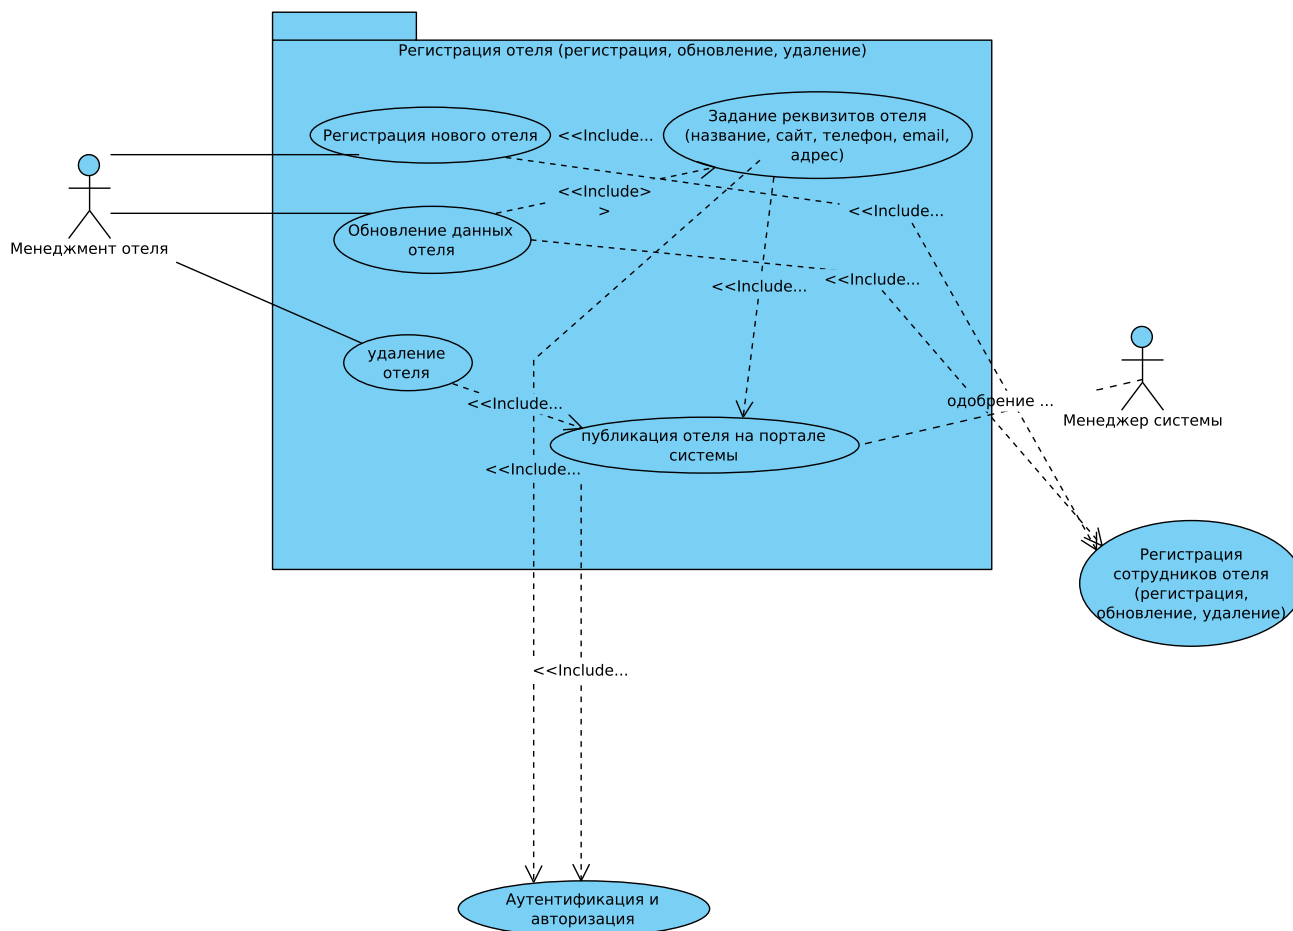 Регистрация отеля (регистрация, обновление, удаление)
Регистрация нового отеля
<<Include...
Задание реквизитов отеля
(название, сайт, телефон, email,
адрес)
<<Include>
>
<<Include...
Менеджмент отеля
Обновление данных
отеля
<<Include...
<<Include...
удаление
отеля
<<Include...
одобрение ...
Менеджер системы
публикация отеля на портале
системы
<<Include...
Регистрация
сотрудников отеля
(регистрация,
обновление, удаление)
<<Include...
Аутентификация и
авторизация